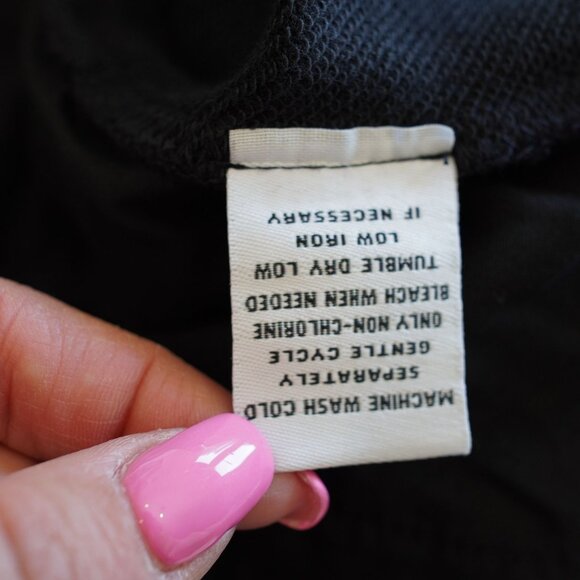 MACHINE WASH COLD
SEPARATELY
GENTLE CYCLE
ONLY NON-CHLORINE
BLEACH WHEN NEEDED
TUMBLE DRY LOW
LOW IRON
IF NECESSARY